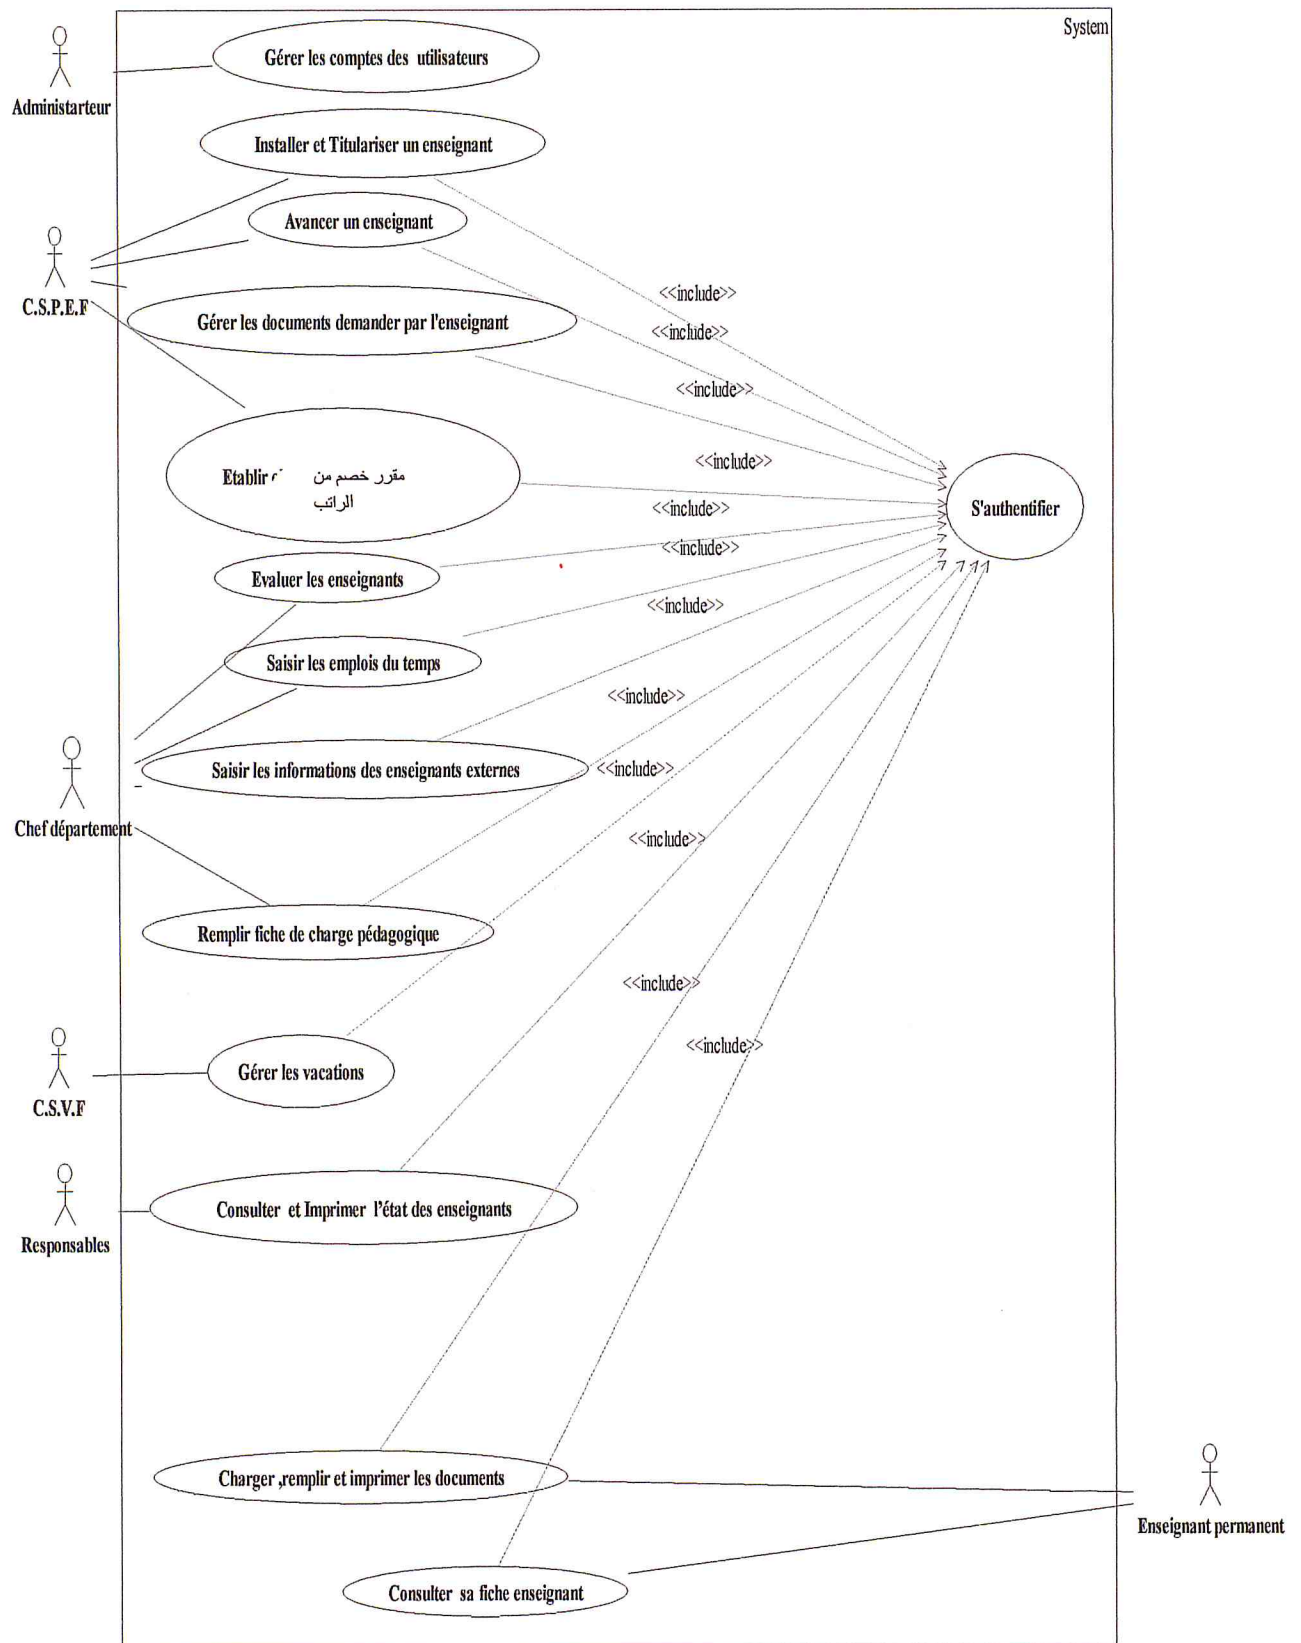 System
Gérer les comptes des utilisateurs
Administarteur
Installer et Titulariser un enseignant
Avancer un enseignant
C.S.P.E.F
<<include>>
Gérer les documents demander par l'enseignant
<<include>>
<<include>>
<<include>>
Etablir
مقرر خصم من
الراتب
<<include>>
S'authentifier
<<include>>
Evaluer les enseignants
<<include>>
Saisir les emplois du temps
<<include>>
Saisir les informations des enseignants externes
<<include>>
Chef département
<<include>>
Remplir fiche de charge pédagogique
<<include>>
<<include>>
Gérer les vacations
C.S.V.F
Consulter et Imprimer l'état des enseignants
Responsables
Charger ,remplir et imprimer les documents
Enseignant permanent
Consulter sa fiche enseignant